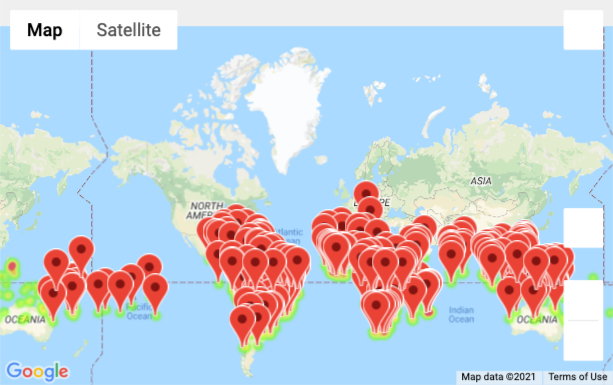 Map Satellite
ASIA
NORTH
AMER
E PE
Atlantic
Ocean
Pacific
Ocean
Indian
Ocean
OCEANIA
OCEANIA
Google
Map data ©2021 Terms of Use